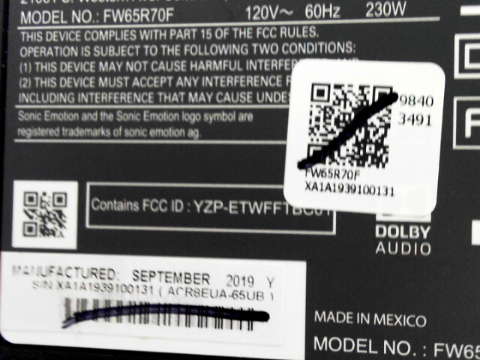 MODEL NO.: FW65R70F 120V~ 60Hz 230W
THIS DEVICE COMPLIES WITH PART 15 OF THE FCC RULES.
OPERATION IS SUBJECT TO THE FOLLOWING TWO CONDITIONS:
(1) THIS DEVICE MAY NOT CAUSE HARMFUL
(2) THIS DEVICE MUST ACCEPT ANY INTERFERENCE
INCLUDING INTERFERENCE THAT MAY CAUSE
Sonic Emotion and the Sonic Emotion logo symbol are
registered trademarks of sonic emotion ag.
9840
3491
FW65R70F
XA1A1939100131
Contains FCC ID : YZP-ETWFFTBC01
DOLBY
AUDIO
MANUFACTURED: SEPTEMBER 2019 Y
S/N XA1A1939100131 ( ACR8EUA-65UB )
MADE IN MEXICO
MODEL NO.: FW65